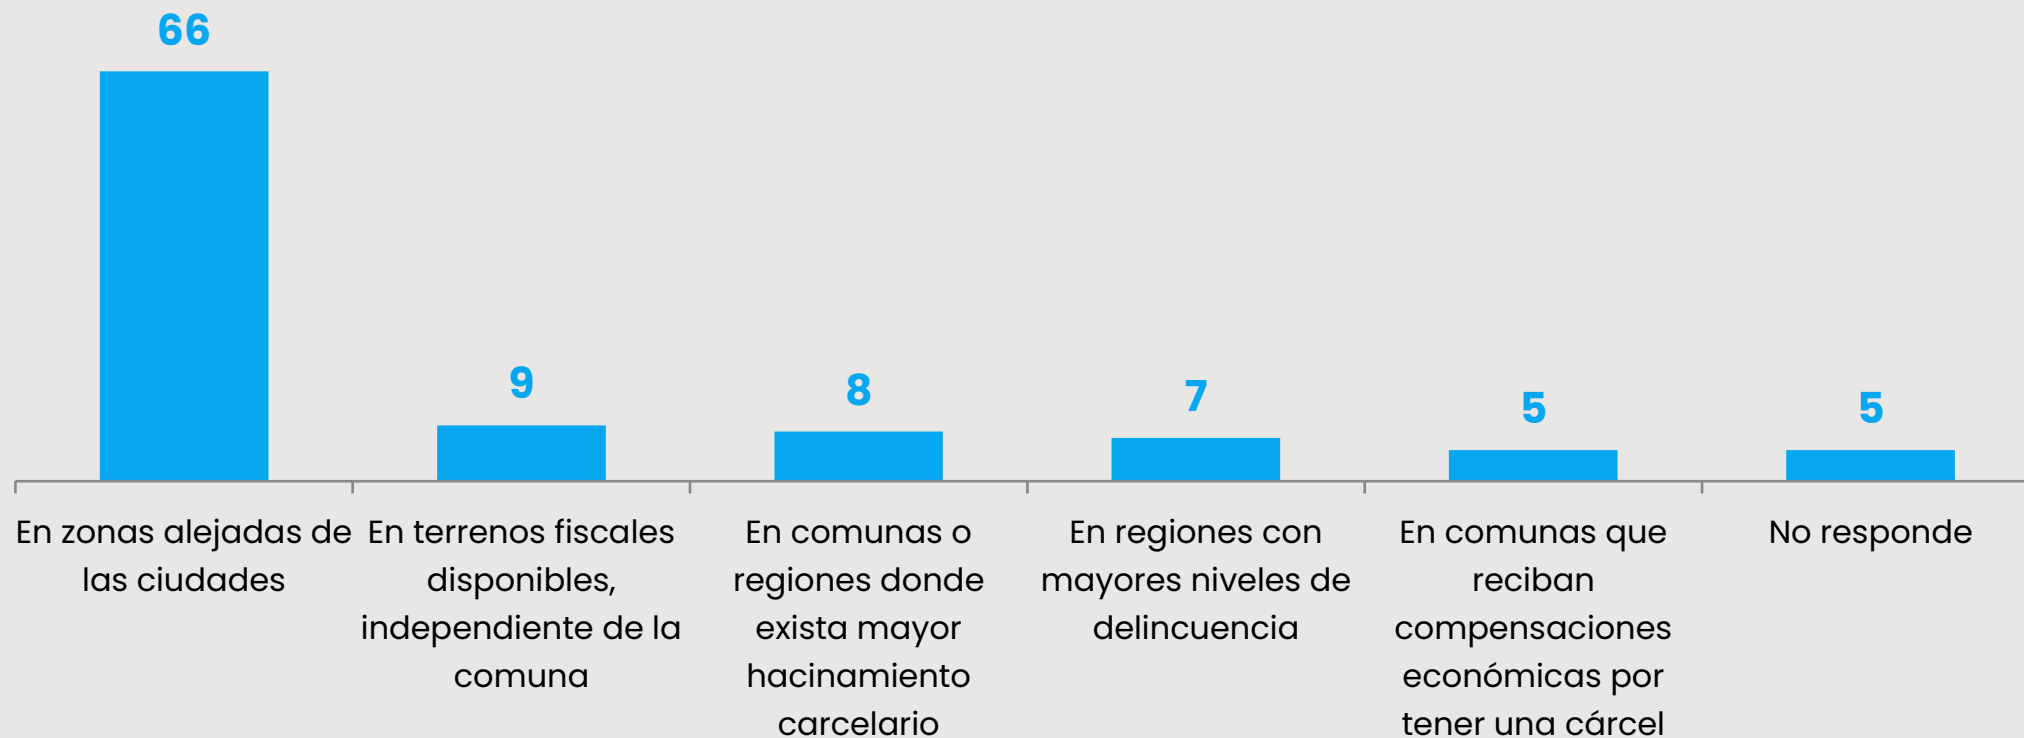 66
9
8
7
5
5
En zonas alejadas de
las ciudades
En terrenos fiscales
disponibles,
independiente de la
comuna
En comunas o
regiones donde
exista mayor
hacinamiento
carcelario
En regiones con
mayores niveles de
delincuencia
En comunas que
reciban
compensaciones
económicas por
tener una cárcel
No responde